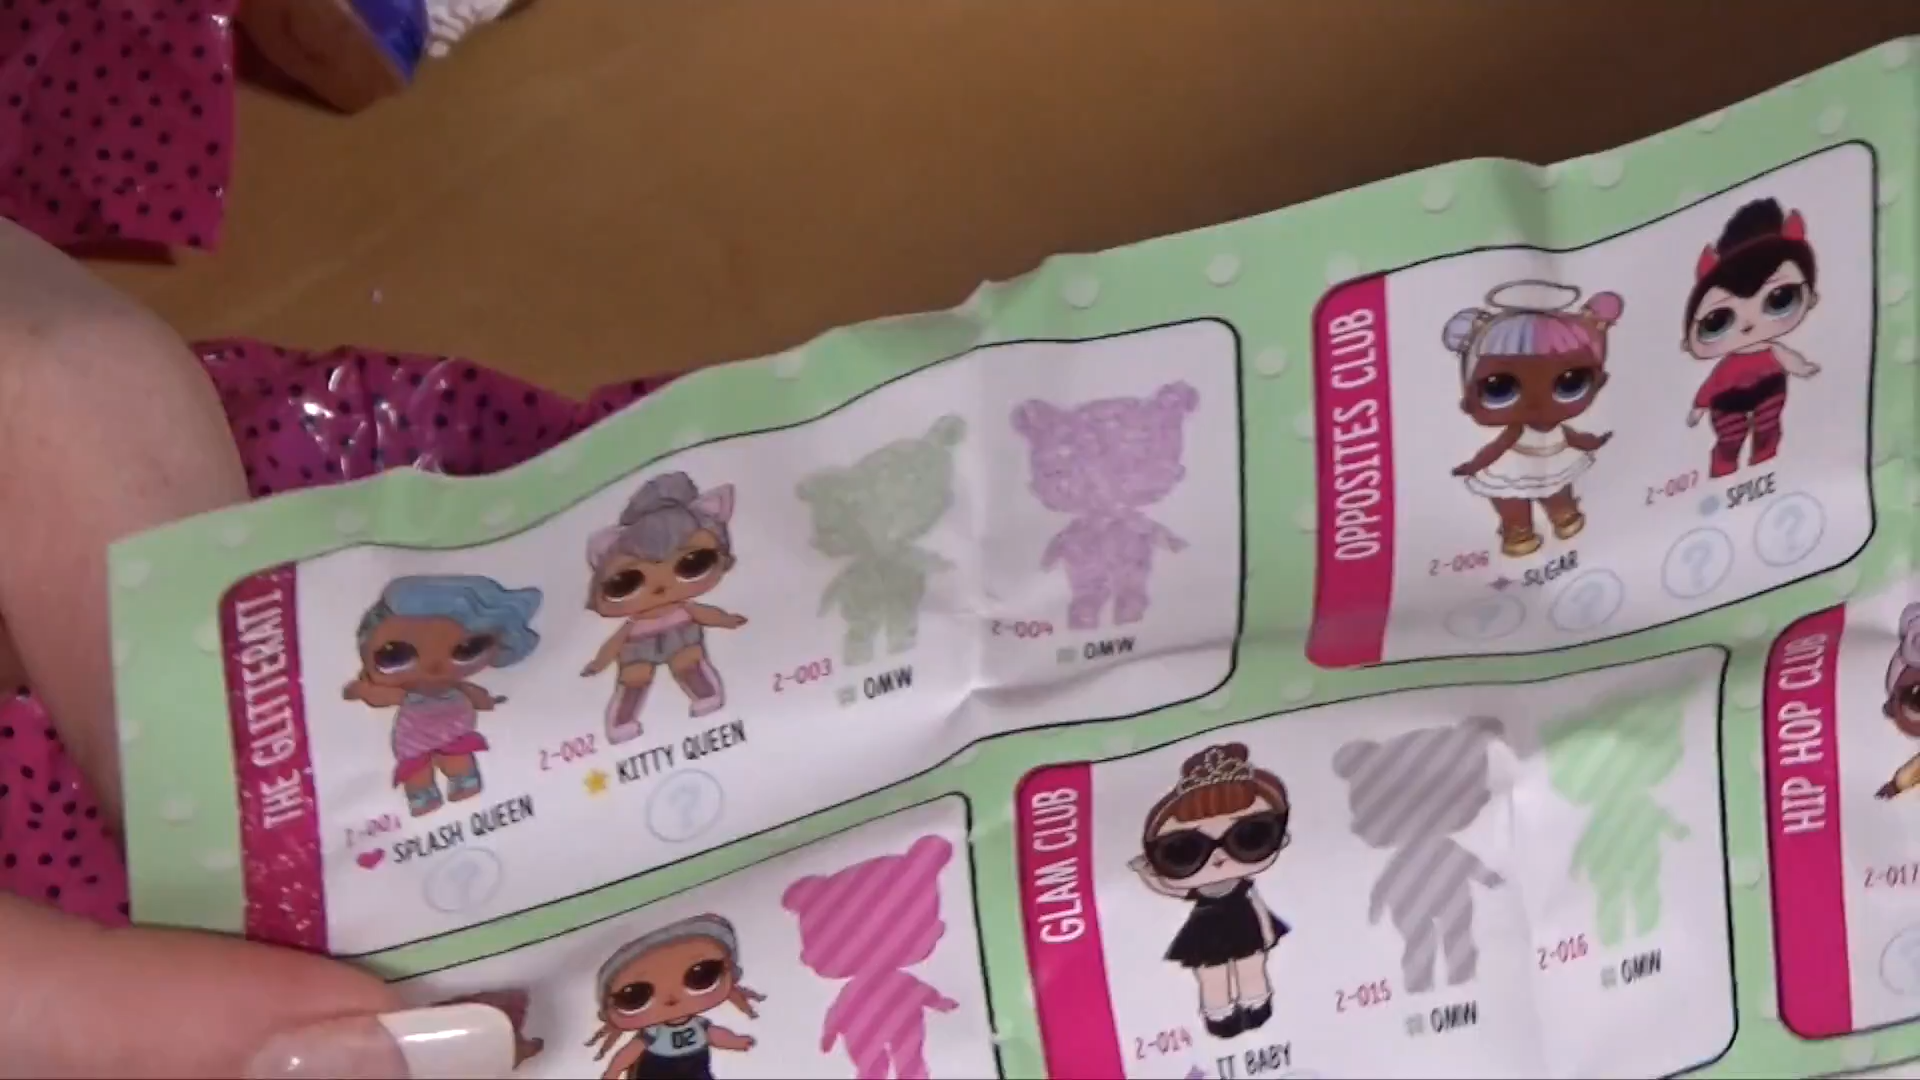 THE GLITTERATI
2-001
SPLASH QUEEN
?
2-002
KITTY QUEEN
?
2-003
OMW
2-004
OMW
OPPOSITES CLUB
2-006
SUGAR
? ?
2-007
SPICE
? ?
02
GLAM CLUB
2-014
IT BABY
2-015
OMW
2-016
OMW
HIP HOP CLUB
2-017